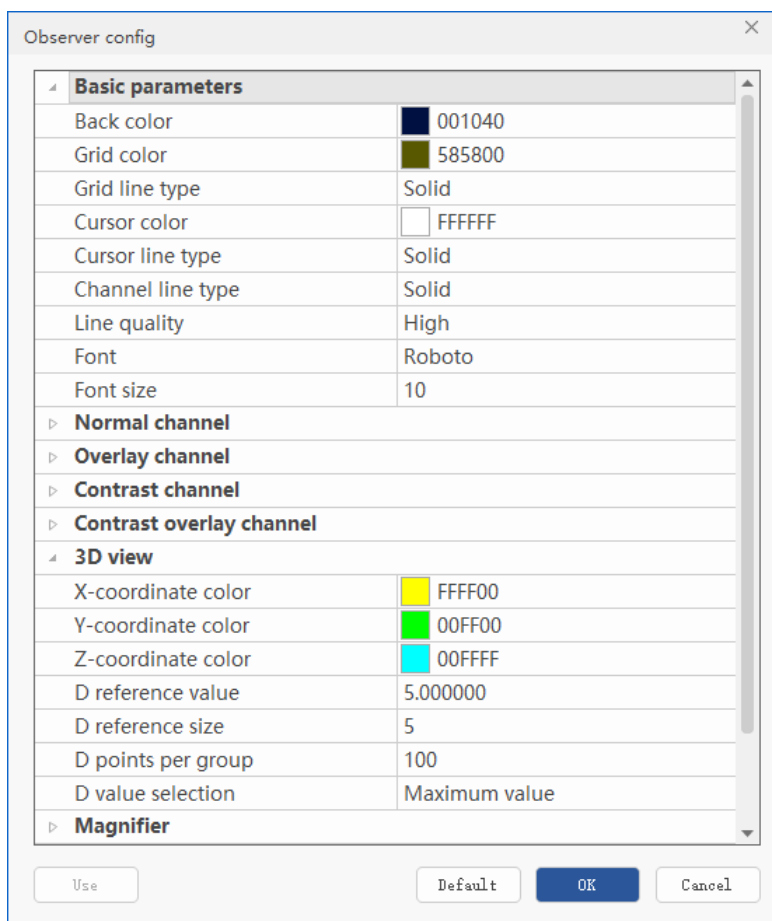 Observer config
Basic parameters
Back color 001040
Grid color 585800
Grid line type Solid
Cursor color FFFFFF
Cursor line type Solid
Channel line type Solid
Line quality High
Font Roboto
Font size 10
Normal channel
Overlay channel
Contrast channel
Contrast overlay channel
3D view
X-coordinate color FFFF00
Y-coordinate color 00FF00
Z-coordinate color 00FFFF
D reference value 5.000000
D reference size 5
D points per group 100
D value selection Maximum value
Magnifier
Use Default OK Cancel